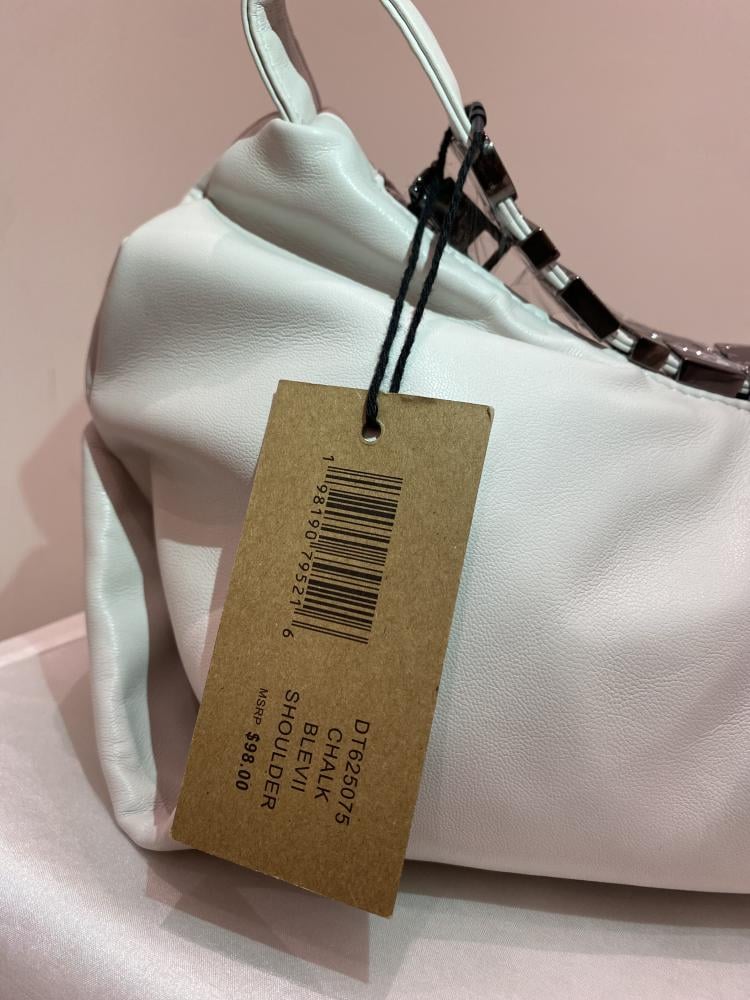 1 98190 79521 6
DT625075
CHALK
BLEVII
SHOULDER
MSRP $98.00